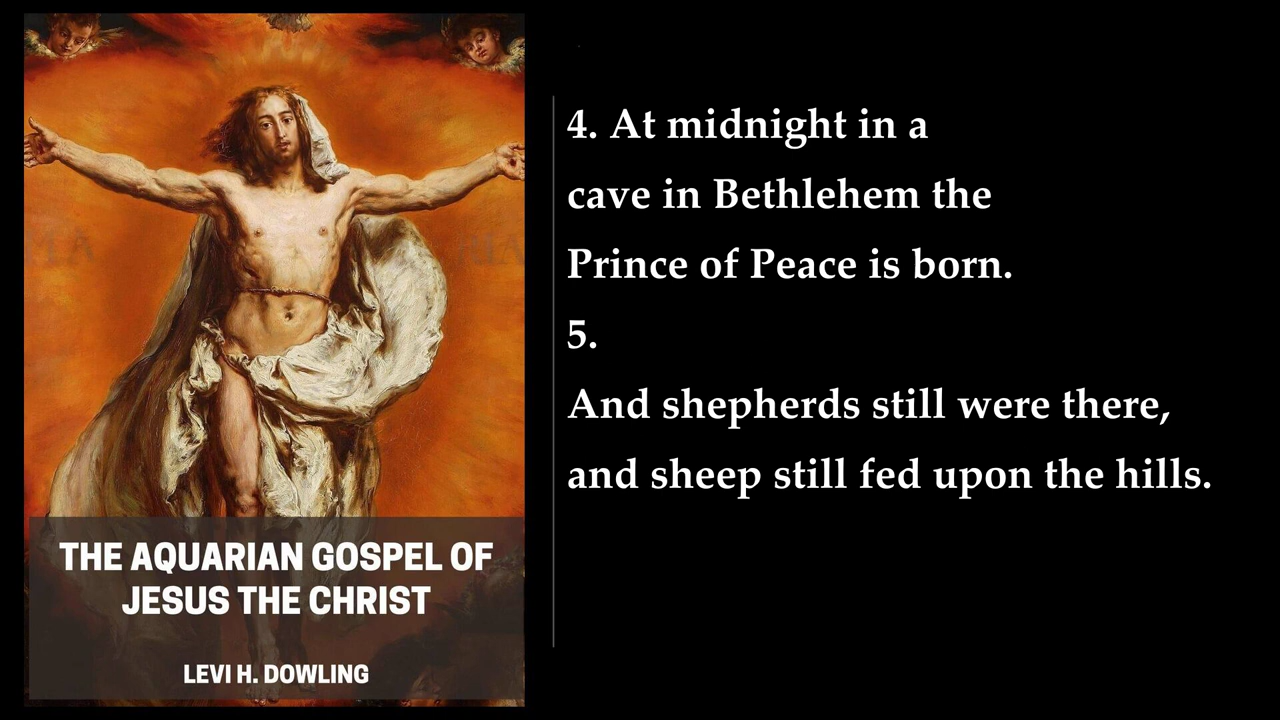 THE AQUARIAN GOSPEL OF
JESUS THE CHRIST
LEVI H. DOWLING
4. At midnight in a
cave in Bethlehem the
Prince of Peace is born.
5.
And shepherds still were there,
and sheep still fed upon the hills.